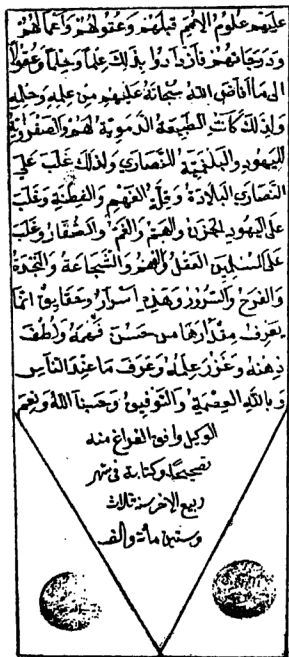 عليهم علوم الامم قبلهم وعقولهم واعمالهم
ودرجاتهم فازدادوا بذلك علما وحلما وعقولا
الى ما افاض الله سبحانه عليهم من علمه وحلمه
ولذلك كانت الطبيعة الدموية لهم والصفراوية
لليهود والبلغمية للنصارى ولذلك غلب على
النصارى البلادة وقلة الفهم والفطنة وغلب
على اليهود الحزن والهم والغم والصغار وغلب
على المسلمين العقل والفهم والشجاعة والنجدة
والفرح والسرور وهذه اسرار وحقايق انما
يعرف مقدارها من حسن فهمه ولطف
ذهنه وغزر علمه وعرف ما عند الناس
وبالله العصمة والتوفيق وحسبنا الله ونعم
الوكيل وافق الفراغ منه
تصحيحا وكتابة في شهر
ربيع الاخر سنة ثلاث
وستين مائة والف